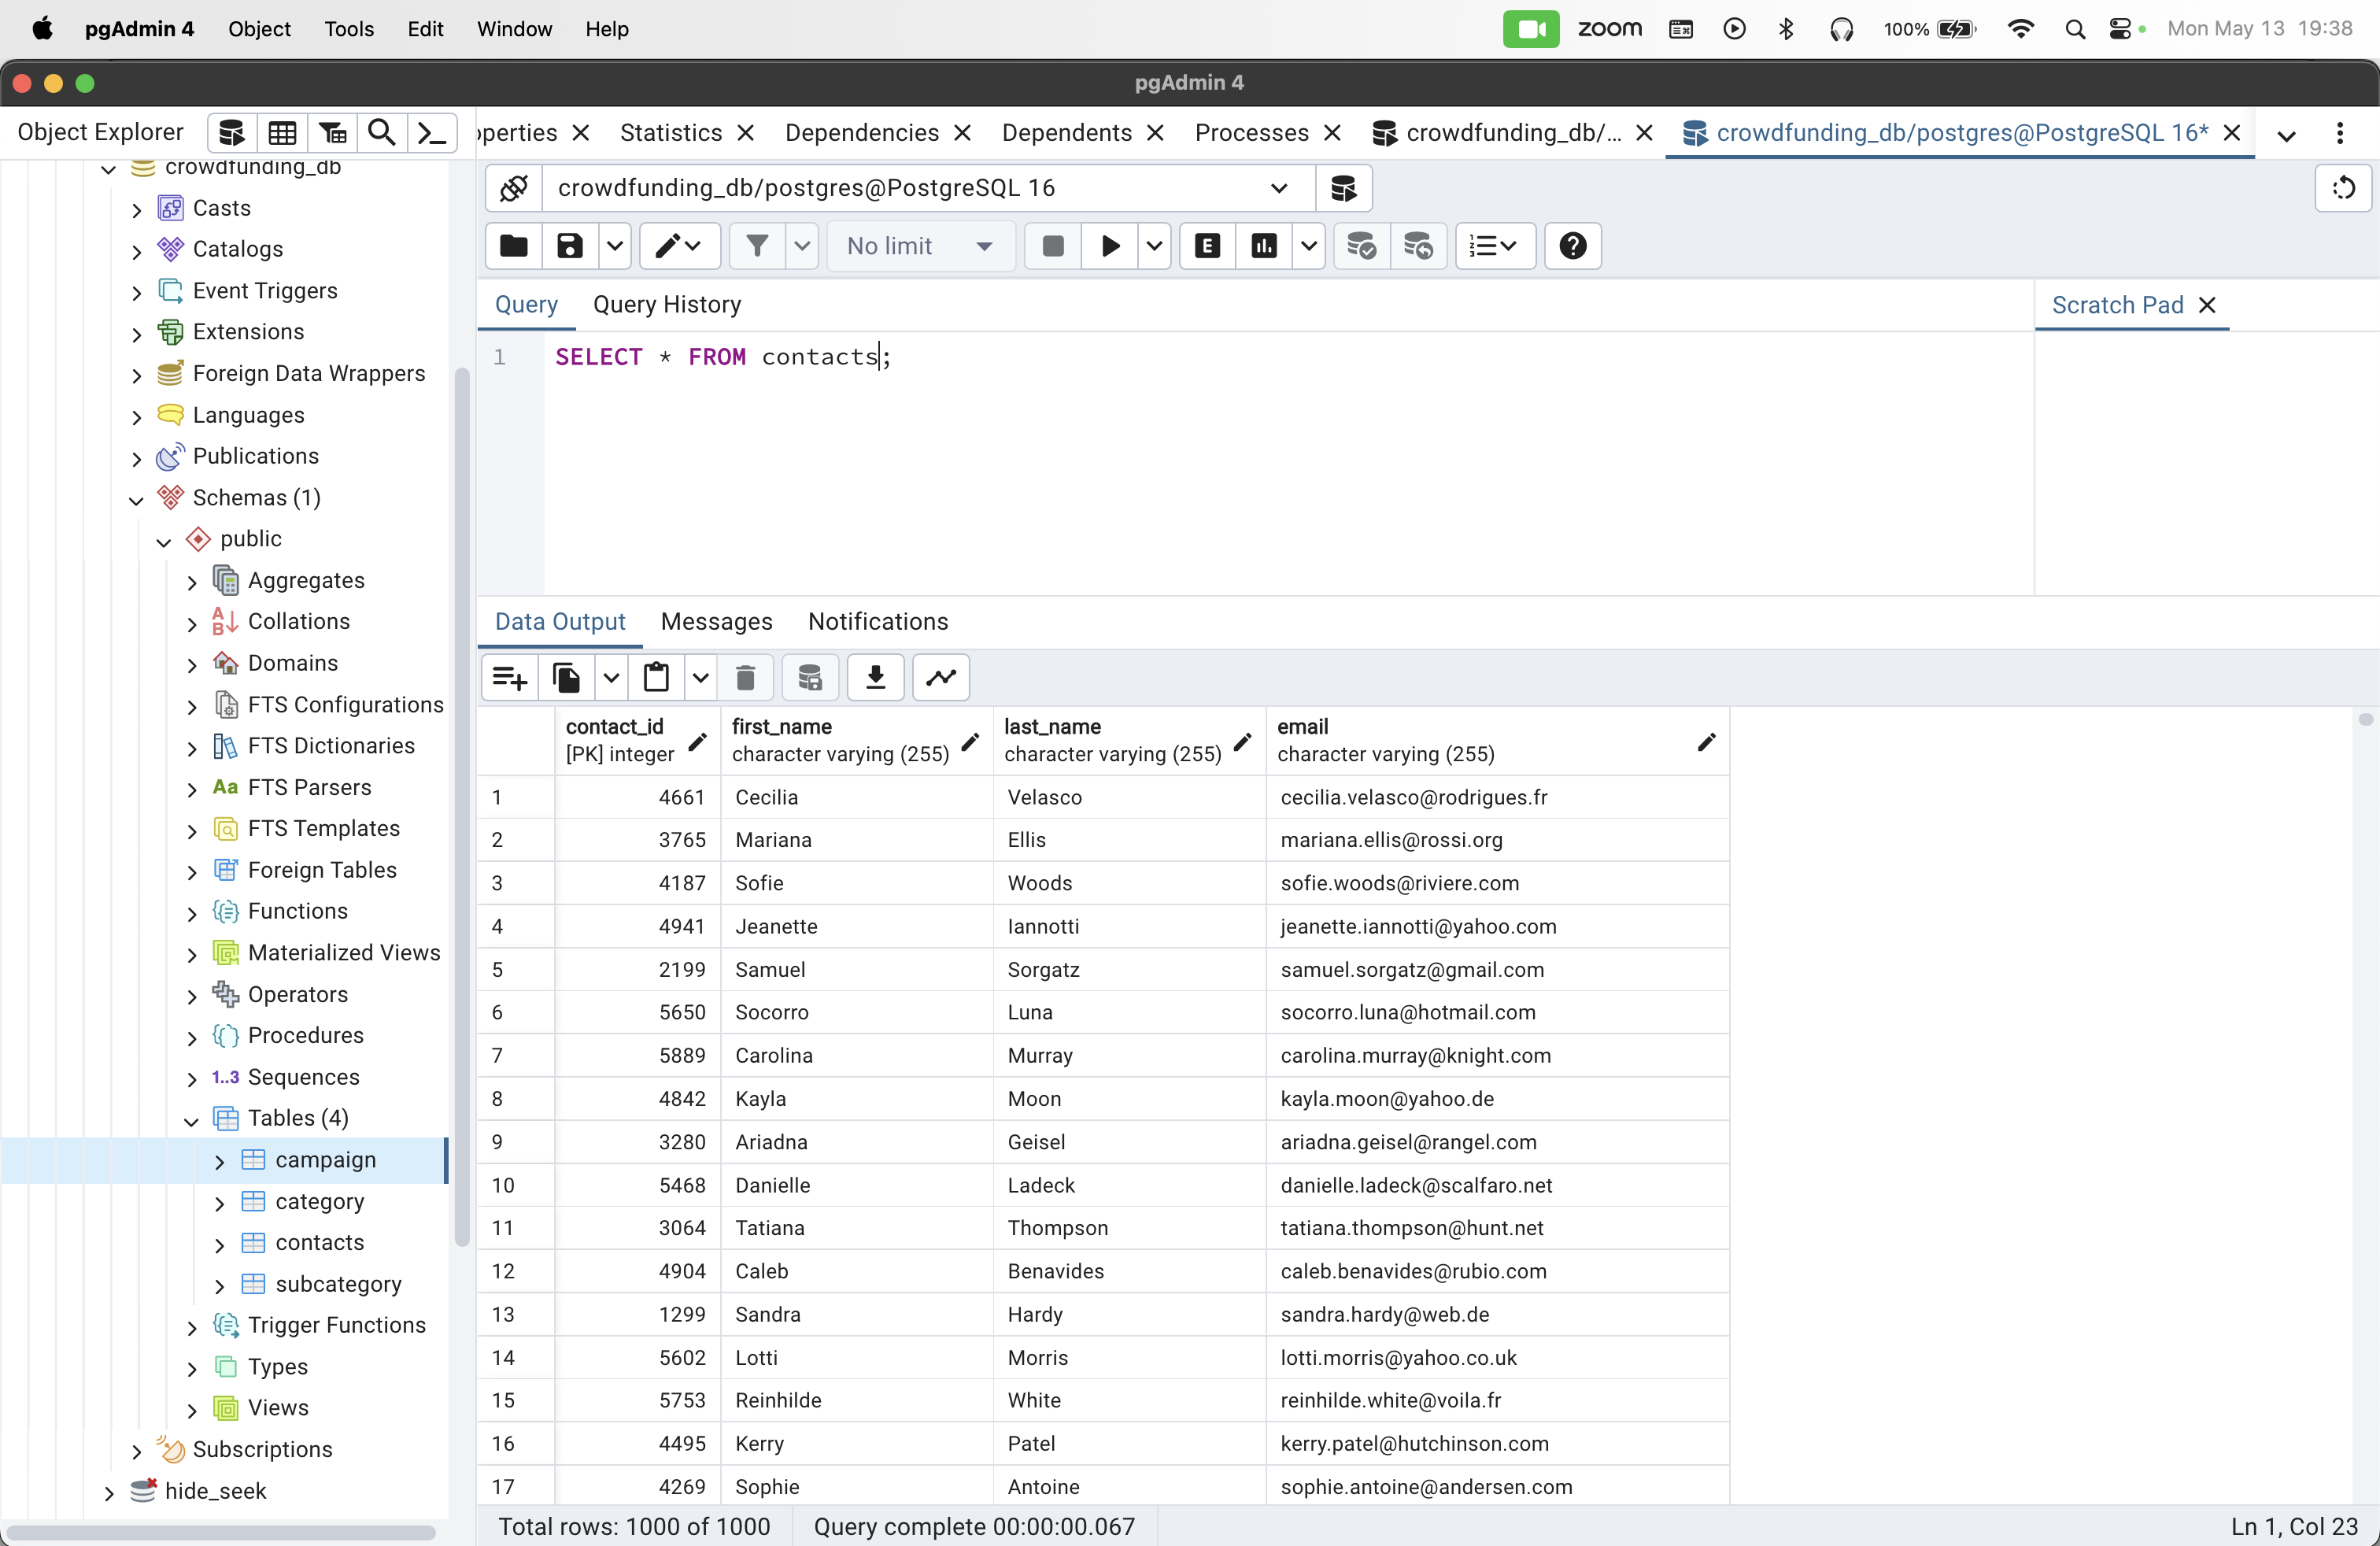 pgAdmin 4 Object Tools Edit Window Help zoom 100% Mon May 13 19:38
pgAdmin 4
Object Explorer
operties Statistics Dependencies Dependents Processes crowdfunding_db/... crowdfunding_db/postgres@PostgreSQL 16*
crowdfunding_db/postgres@PostgreSQL 16
No limit
E
Query Query History Scratch Pad
1 SELECT * FROM contacts;
crowdfunding_db
Casts
Catalogs
Event Triggers
Extensions
Foreign Data Wrappers
Languages
Publications
Schemas (1)
public
Aggregates
Collations
Domains
FTS Configurations
FTS Dictionaries
Aa FTS Parsers
FTS Templates
Foreign Tables
Functions
Materialized Views
Operators
Procedures
1..3 Sequences
Tables (4)
campaign
category
contacts
subcategory
Trigger Functions
Types
Views
Subscriptions
hide_seek
Data Output Messages Notifications
contact_id first_name last_name email
[PK] integer character varying (255) character varying (255) character varying (255)
1 4661 Cecilia Velasco cecilia.velasco@rodrigues.fr
2 3765 Mariana Ellis mariana.ellis@rossi.org
3 4187 Sofie Woods sofie.woods@riviere.com
4 4941 Jeanette Iannotti jeanette.iannotti@yahoo.com
5 2199 Samuel Sorgatz samuel.sorgatz@gmail.com
6 5650 Socorro Luna socorro.luna@hotmail.com
7 5889 Carolina Murray carolina.murray@knight.com
8 4842 Kayla Moon kayla.moon@yahoo.de
9 3280 Ariadna Geisel ariadna.geisel@rangel.com
10 5468 Danielle Ladeck danielle.ladeck@scalfaro.net
11 3064 Tatiana Thompson tatiana.thompson@hunt.net
12 4904 Caleb Benavides caleb.benavides@rubio.com
13 1299 Sandra Hardy sandra.hardy@web.de
14 5602 Lotti Morris lotti.morris@yahoo.co.uk
15 5753 Reinhilde White reinhilde.white@voila.fr
16 4495 Kerry Patel kerry.patel@hutchinson.com
17 4269 Sophie Antoine sophie.antoine@andersen.com
Total rows: 1000 of 1000 Query complete 00:00:00.067 Ln 1, Col 23